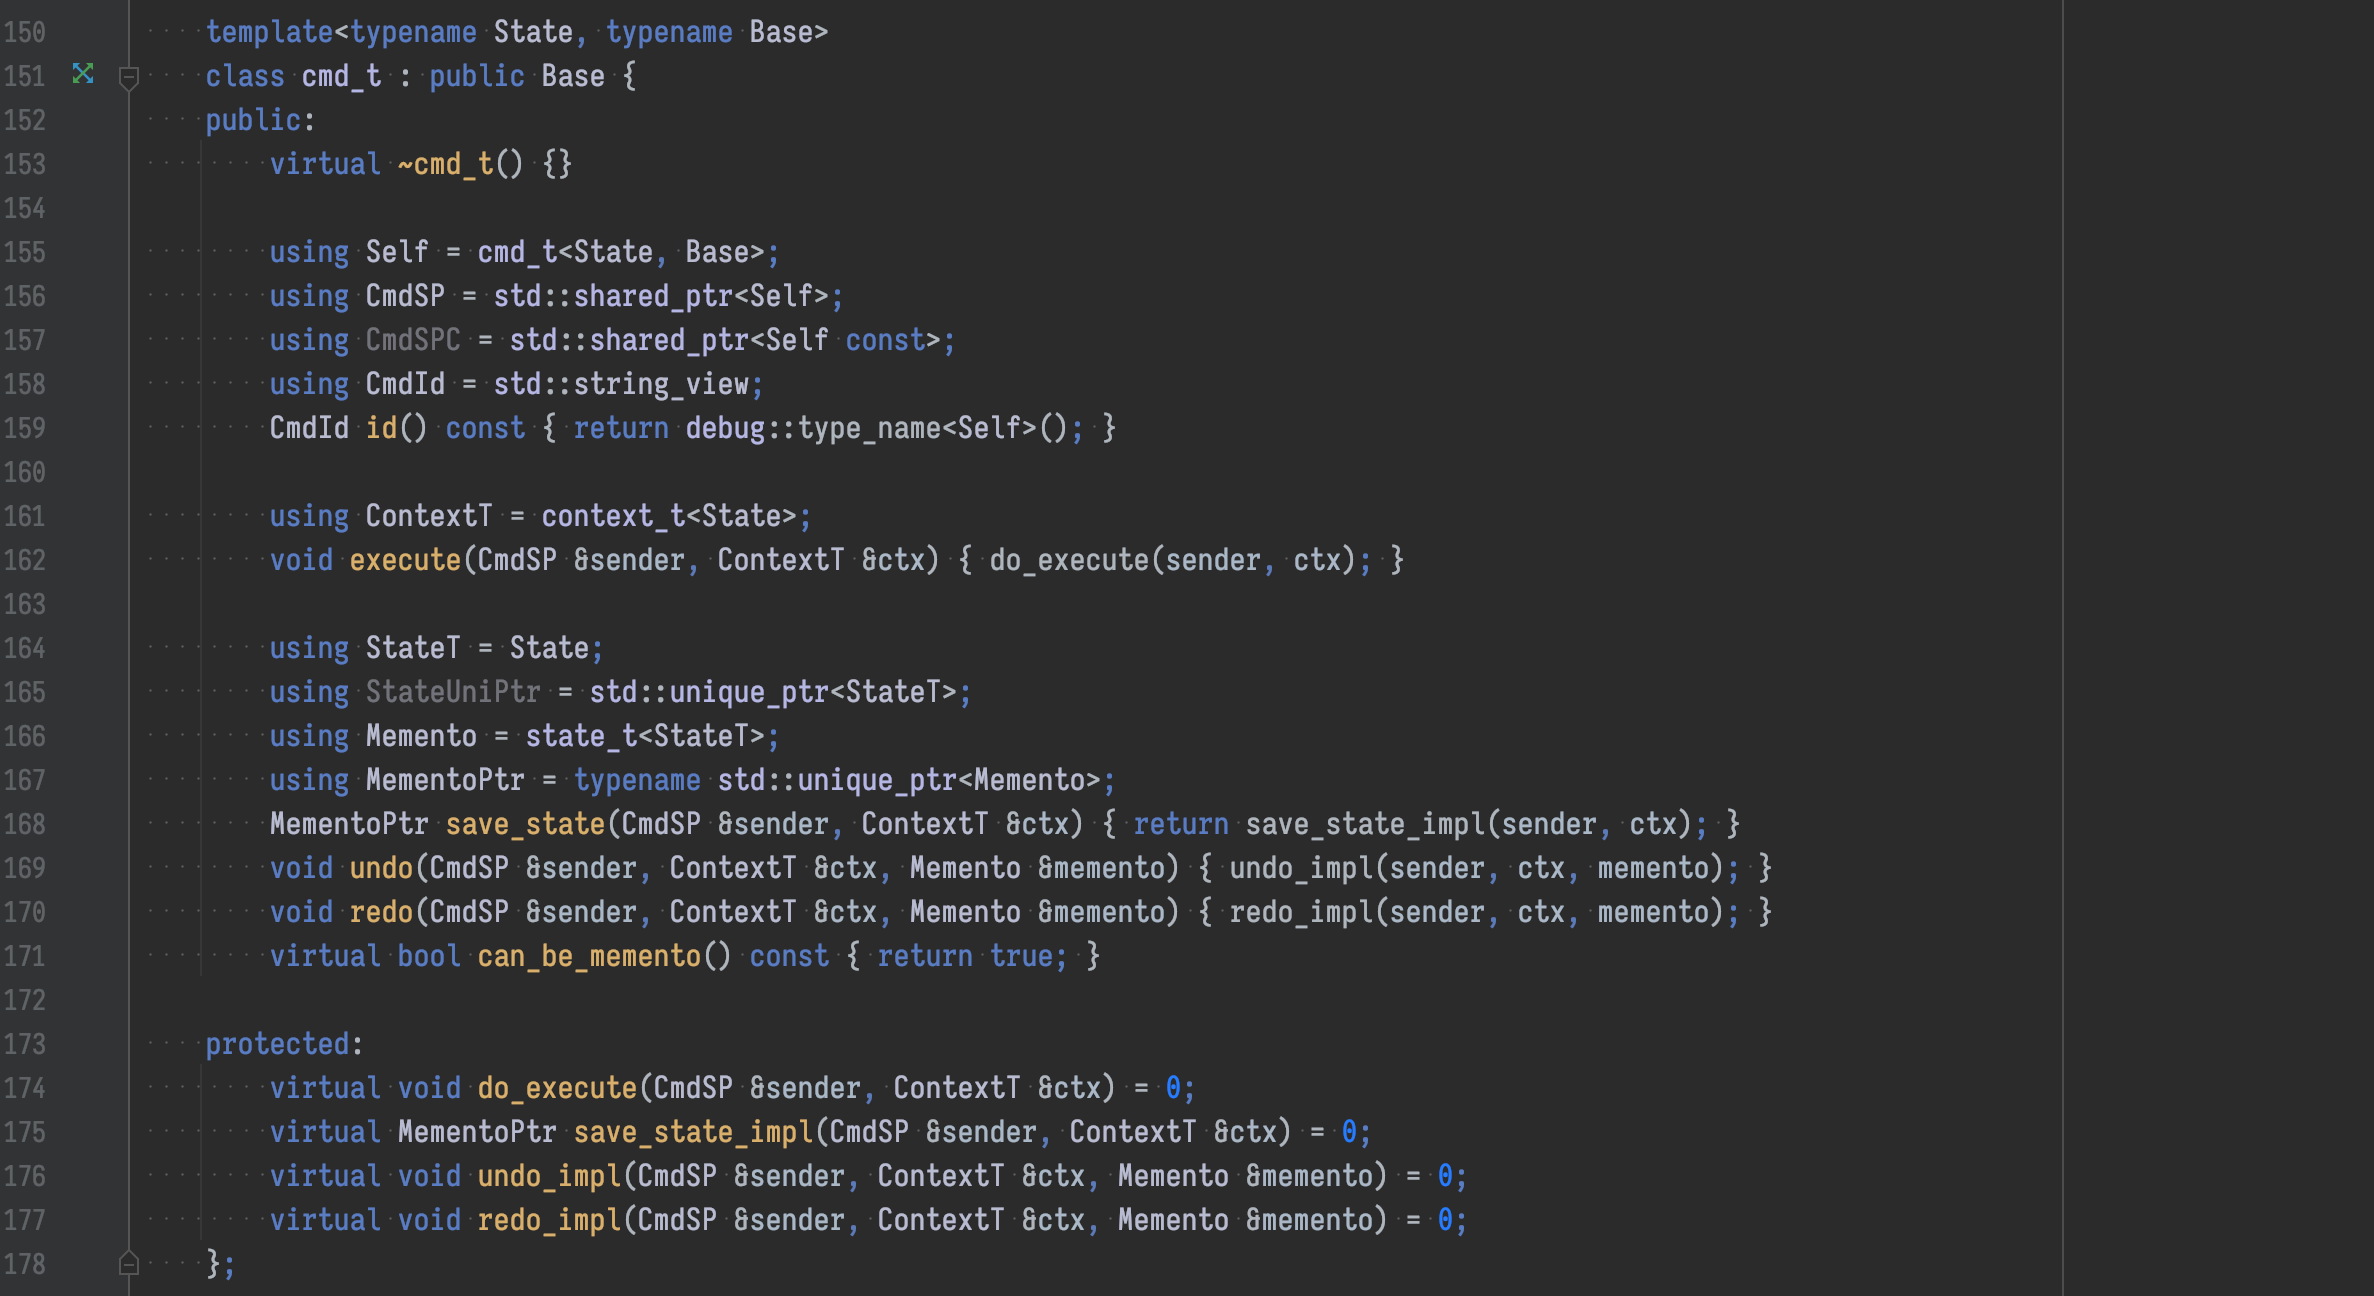 150 template<typename State, typename Base>
151 class cmd_t : public Base {
152 public:
153     virtual ~cmd_t() {}
154
155     using Self = cmd_t<State, Base>;
156     using CmdSP = std::shared_ptr<Self>;
157     using CmdSPC = std::shared_ptr<Self const>;
158     using CmdId = std::string_view;
159     CmdId id() const { return debug::type_name<Self>(); }
160
161     using ContextT = context_t<State>;
162     void execute(CmdSP &sender, ContextT &ctx) { do_execute(sender, ctx); }
163
164     using StateT = State;
165     using StateUniPtr = std::unique_ptr<StateT>;
166     using Memento = state_t<StateT>;
167     using MementoPtr = typename std::unique_ptr<Memento>;
168     MementoPtr save_state(CmdSP &sender, ContextT &ctx) { return save_state_impl(sender, ctx); }
169     void undo(CmdSP &sender, ContextT &ctx, Memento &memento) { undo_impl(sender, ctx, memento); }
170     void redo(CmdSP &sender, ContextT &ctx, Memento &memento) { redo_impl(sender, ctx, memento); }
171     virtual bool can_be_memento() const { return true; }
172
173 protected:
174     virtual void do_execute(CmdSP &sender, ContextT &ctx) = 0;
175     virtual MementoPtr save_state_impl(CmdSP &sender, ContextT &ctx) = 0;
176     virtual void undo_impl(CmdSP &sender, ContextT &ctx, Memento &memento) = 0;
177     virtual void redo_impl(CmdSP &sender, ContextT &ctx, Memento &memento) = 0;
178 };